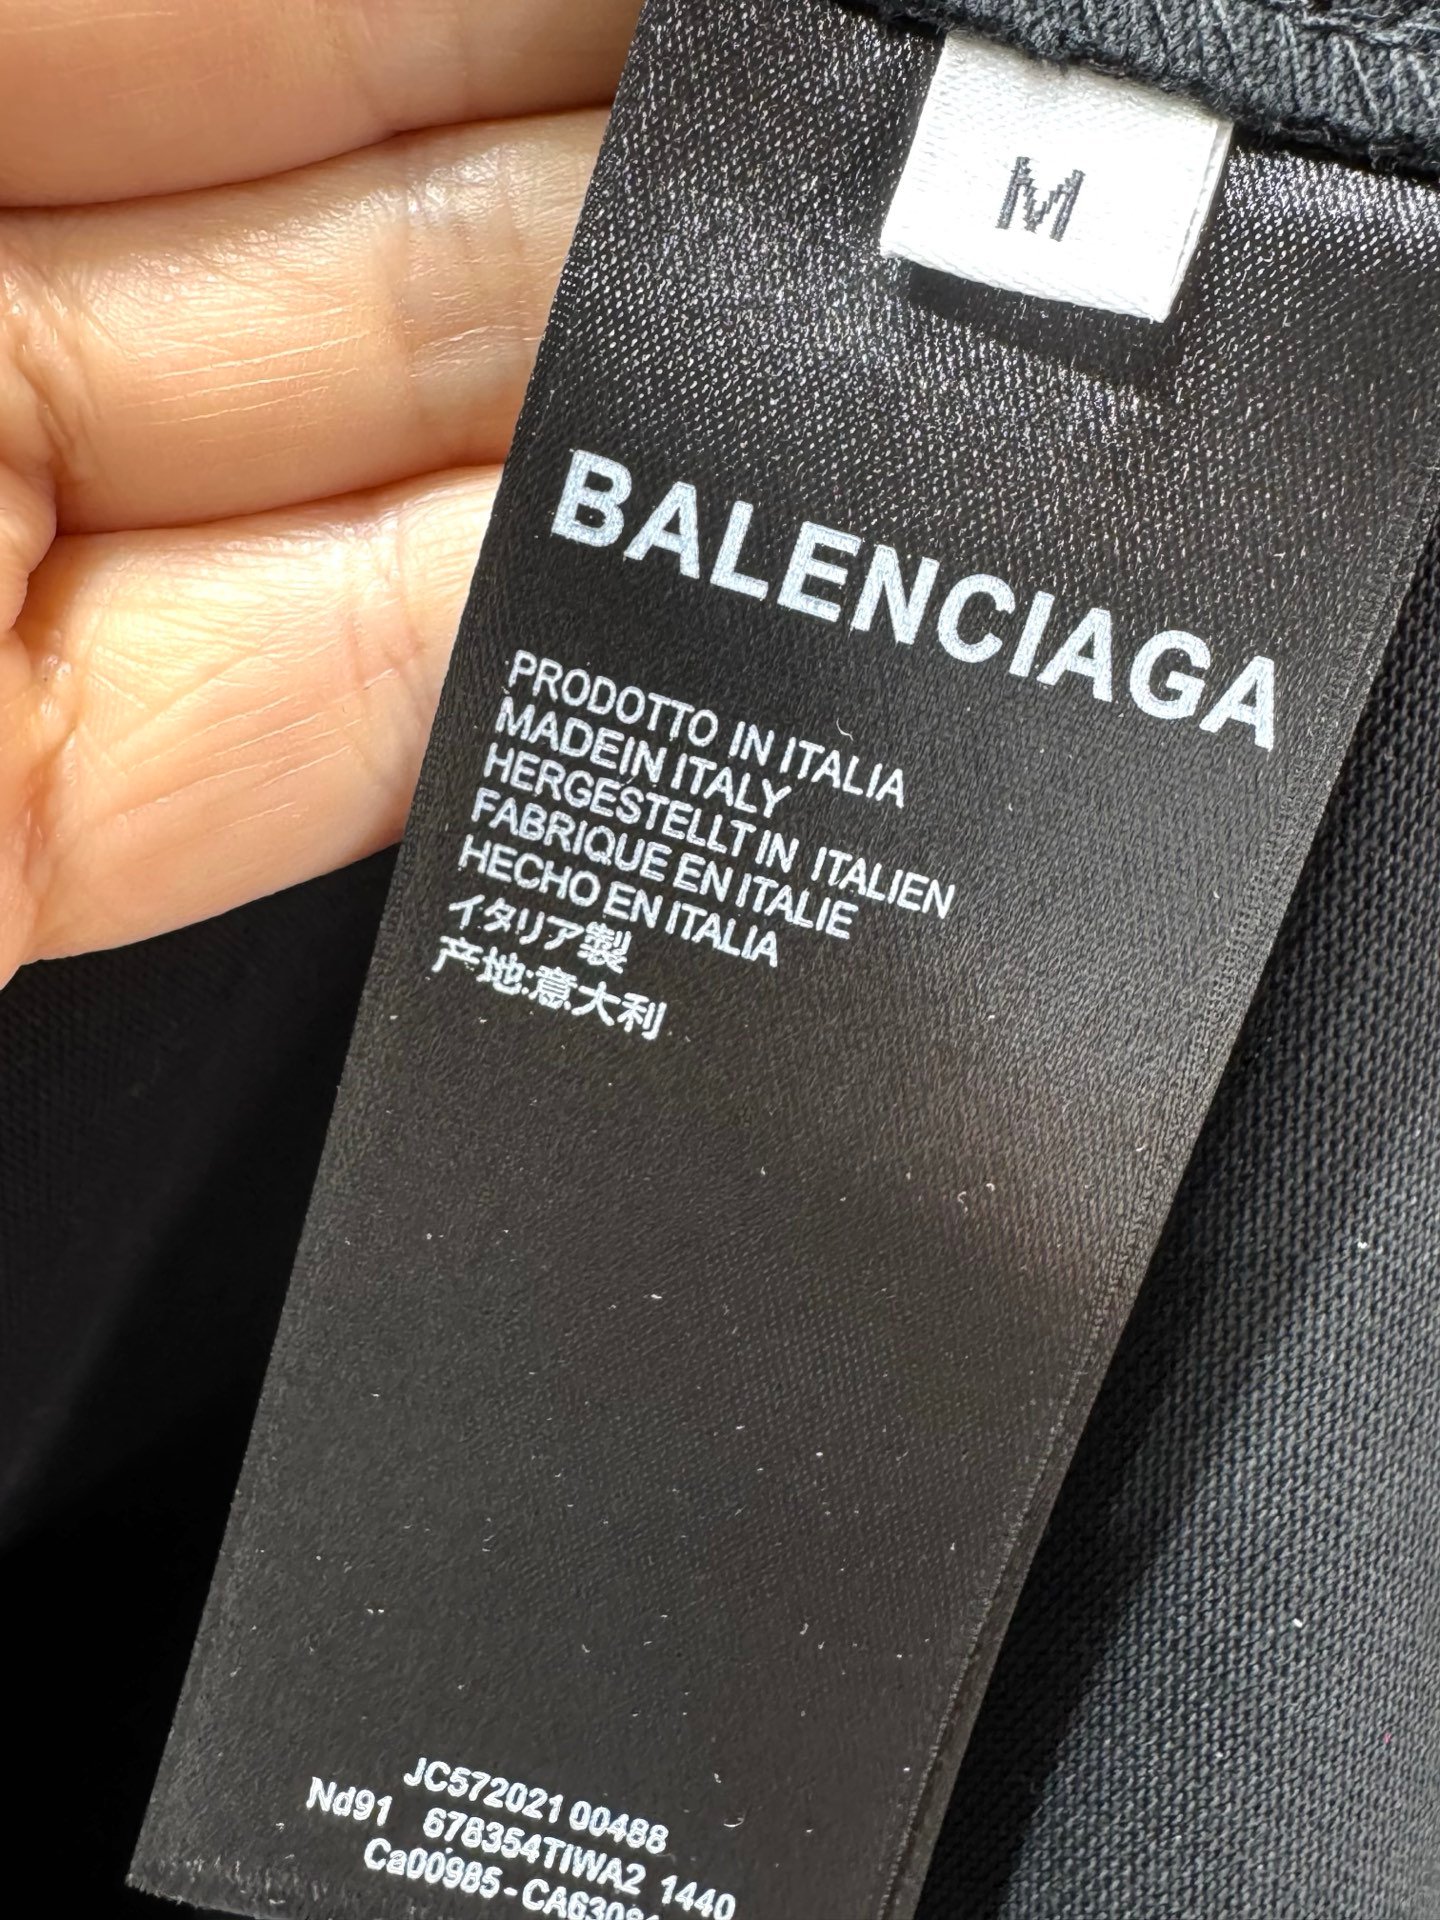 M
BALENCIAGA
PRODOTTO IN ITALIA
MADEIN ITALY
HERGESTELLT IN ITALIEN
FABRIQUE EN ITALIE
HECHO EN ITALIA
イタリア製
产地:意大利
JC572021 00488
Nd91 678354TIWA2 1440
Ca00985-